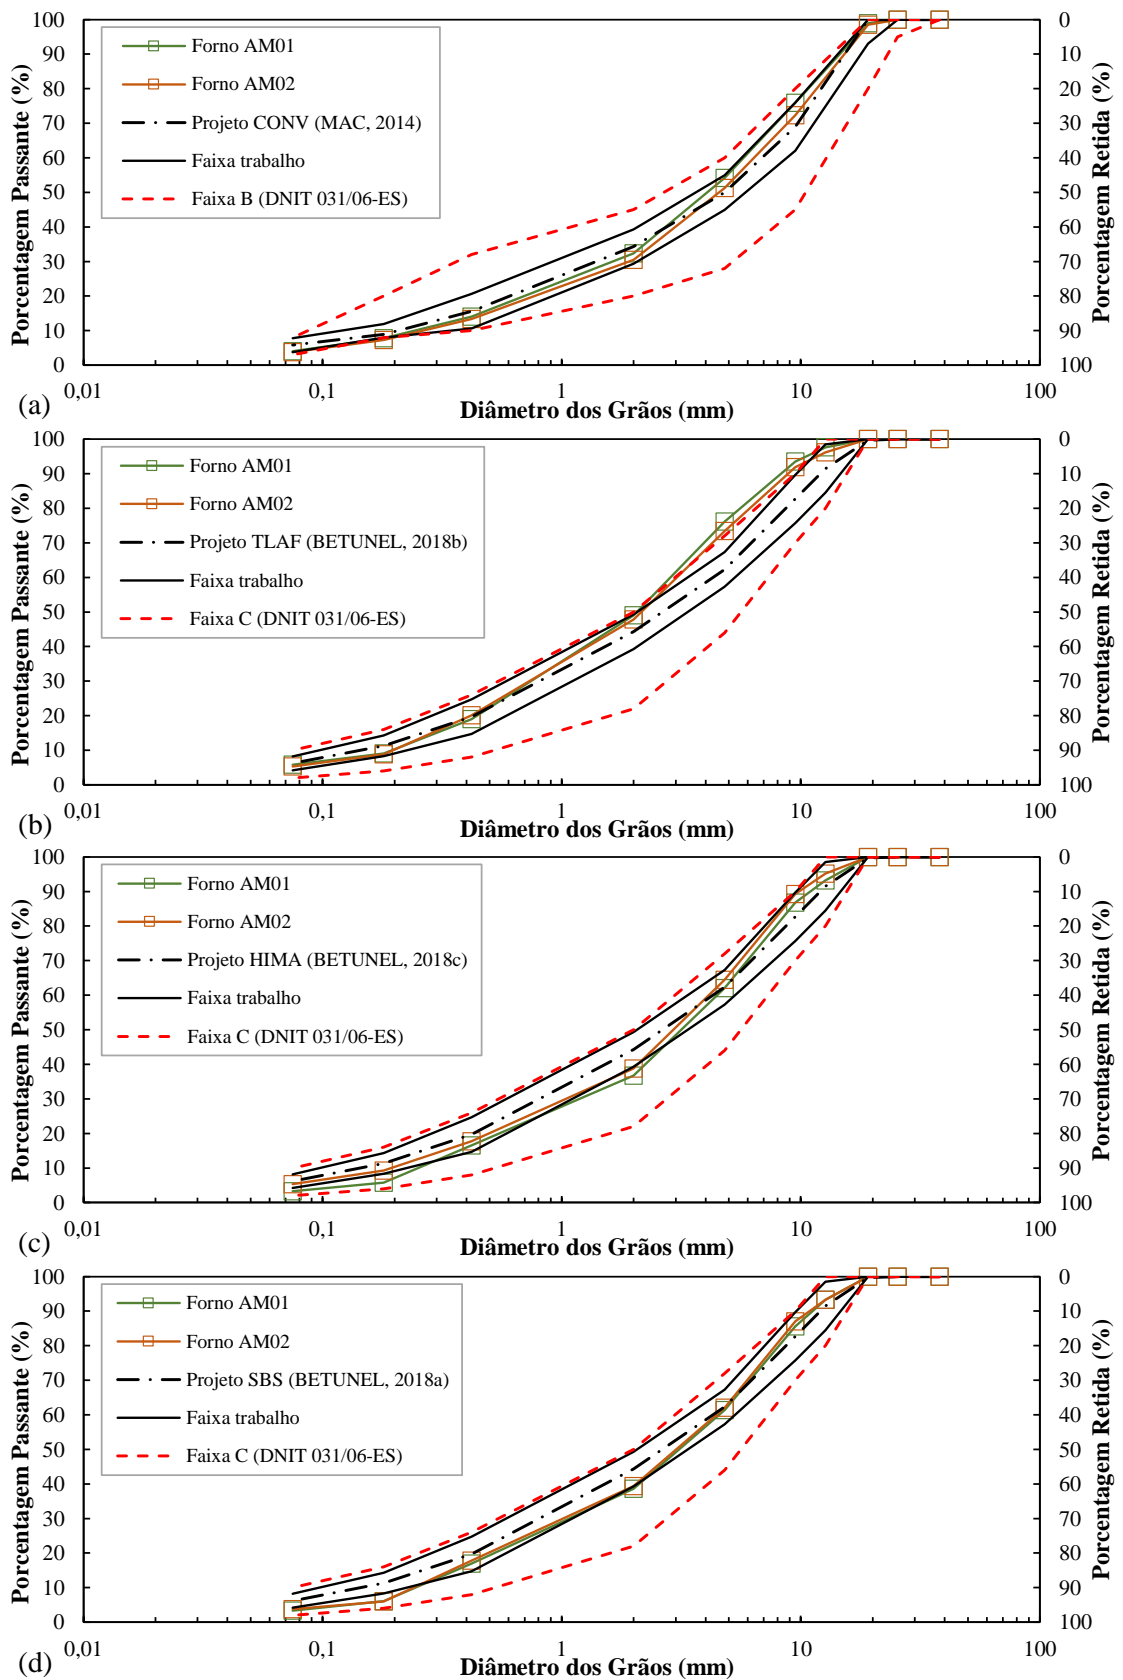 Porcentagem Passante (%)
100
90
80
70
60
50
40
30
20
10
0
Forno AM01
Forno AM02
Projeto CONV (MAC, 2014)
Faixa trabalho
Faixa B (DNIT 031/06-ES)
0
10
20
30
40
50
60
70
80
90
100
Porcentagem Retida (%)
0,01 0,1 1 10 100
(a) Diâmetro dos Grãos (mm)
Porcentagem Passante (%)
100
90
80
70
60
50
40
30
20
10
0
Forno AM01
Forno AM02
Projeto TLAF (BETUNEL, 2018b)
Faixa trabalho
Faixa C (DNIT 031/06-ES)
0
10
20
30
40
50
60
70
80
90
100
Porcentagem Retida (%)
0,01 0,1 1 10 100
(b) Diâmetro dos Grãos (mm)
Porcentagem Passante (%)
100
90
80
70
60
50
40
30
20
10
0
Forno AM01
Forno AM02
Projeto HIMA (BETUNEL, 2018c)
Faixa trabalho
Faixa C (DNIT 031/06-ES)
0
10
20
30
40
50
60
70
80
90
100
Porcentagem Retida (%)
0,01 0,1 1 10 100
(c) Diâmetro dos Grãos (mm)
Porcentagem Passante (%)
100
90
80
70
60
50
40
30
20
10
0
Forno AM01
Forno AM02
Projeto SBS (BETUNEL, 2018a)
Faixa trabalho
Faixa C (DNIT 031/06-ES)
0
10
20
30
40
50
60
70
80
90
100
Porcentagem Retida (%)
0,01 0,1 1 10 100
(d) Diâmetro dos Grãos (mm)